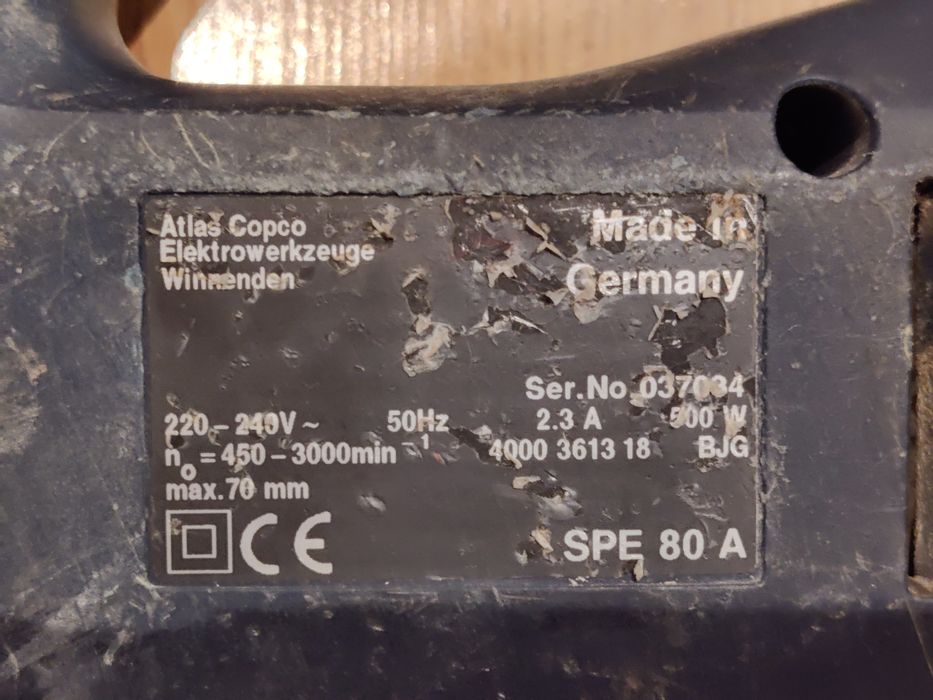 Atlas Copco
Elektrowerkzeuge
Winnenden
Made in
Germany
Ser.No. 037034
220-240V ~ 50Hz 2.3 A 500 W
no = 450 - 3000min -1 4000 3613 18 BJG
max. 70 mm
CE SPE 80 A